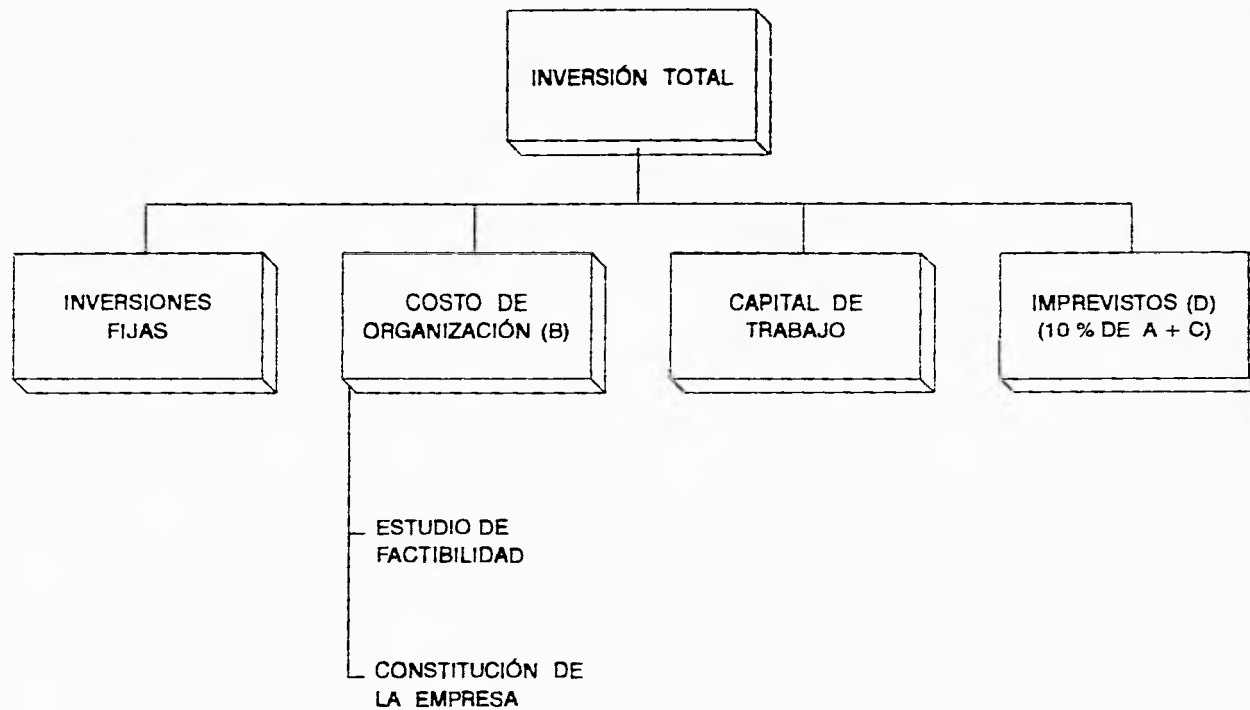 INVERSIÓN TOTAL
INVERSIONES
FIJAS
COSTO DE
ORGANIZACIÓN (B)
CAPITAL DE
TRABAJO
IMPREVISTOS (D)
(10 % DE A + C)
ESTUDIO DE
FACTIBILIDAD
CONSTITUCIÓN DE
LA EMPRESA